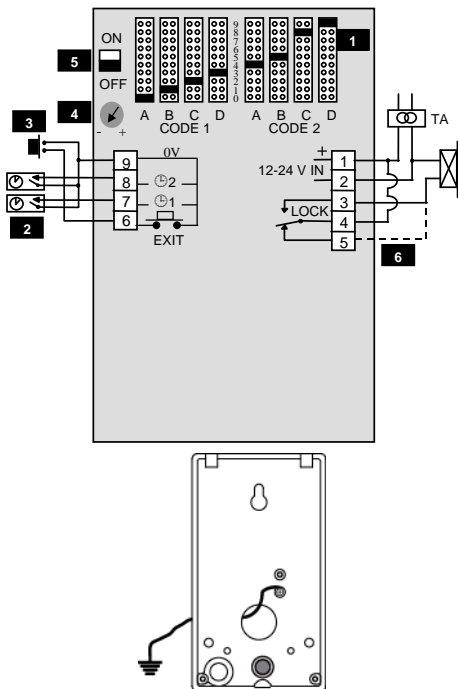 ON
5
OFF
4
- +
3
9
8
7
6
5
4
3
2
1
0
1
A B C D A B C D
CODE 1 CODE 2
TA
9 0V
8 2
7 1
6
EXIT
2
+ 1
12-24 V IN
2
3
LOCK
4
5
6